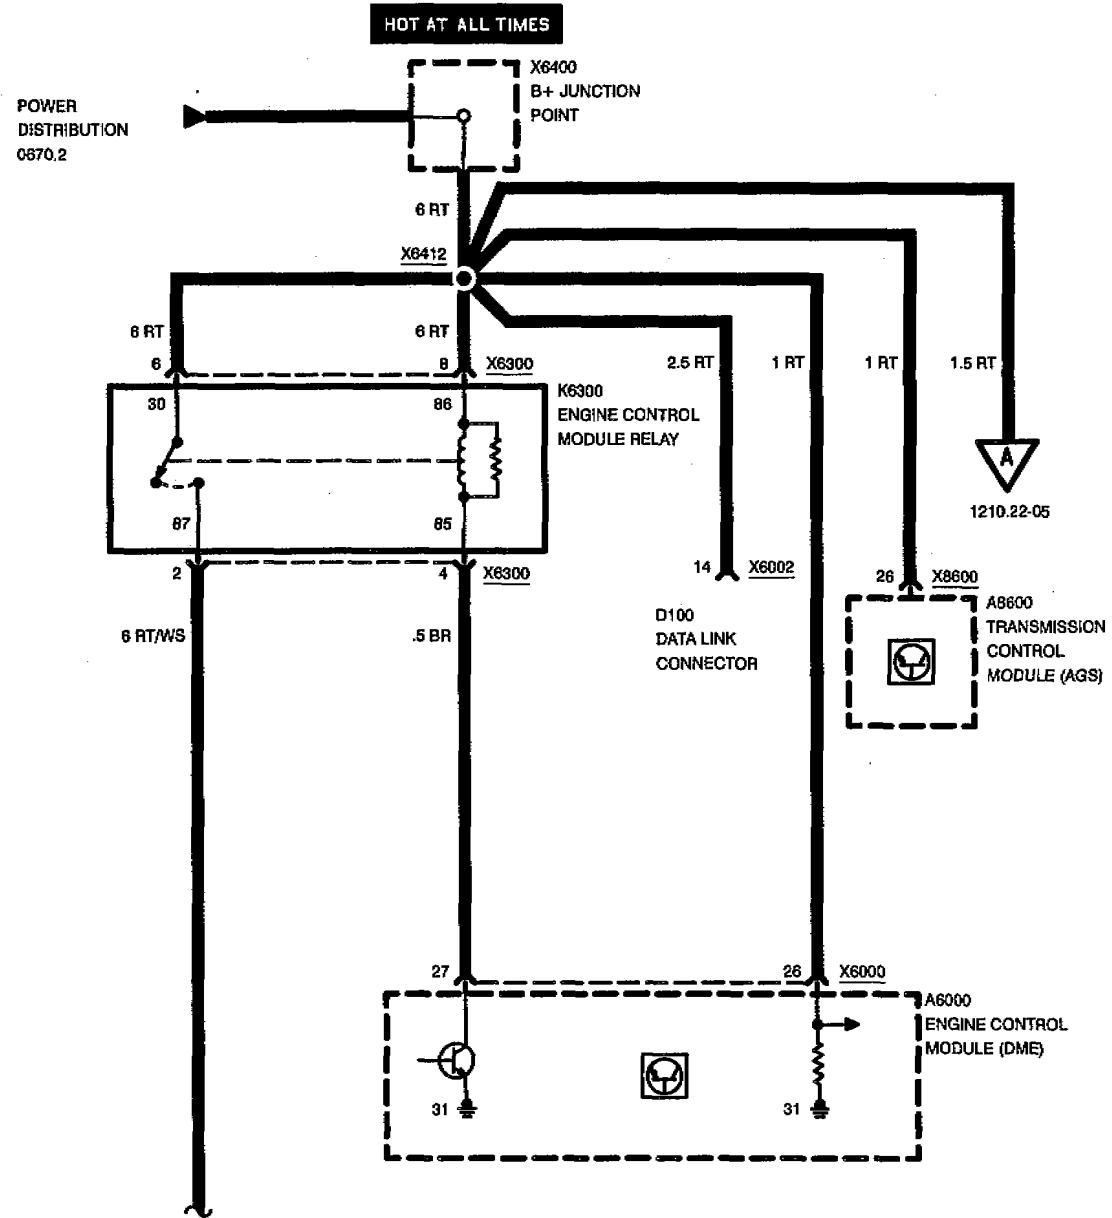 HOT AT ALL TIMES
X6400
B+ JUNCTION
POINT
POWER
DISTRIBUTION
0670.2
6 RT
X6412
6 RT
6 RT
2.5 RT
1 RT
1 RT
1.5 RT
6
8
X6300
30
86
K6300
ENGINE CONTROL
MODULE RELAY
A
1210.22-05
87
85
2
4
X6300
14
X6002
26
X8600
6 RT/WS
.5 BR
D100
DATA LINK
CONNECTOR
A8600
TRANSMISSION
CONTROL
MODULE (AGS)
27
26
X6000
A6000
ENGINE CONTROL
MODULE (DME)
31
31